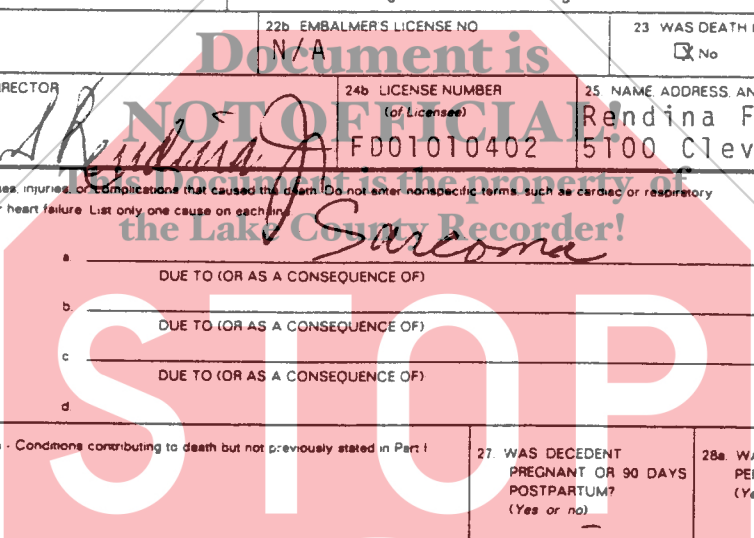 22b EMBALMER'S LICENSE NO
N/A
23 WAS DEATH
No
Document is
NOT OFFICIAL!
This Document is the property of
the Lake County Recorder!
RECTOR
S Rendina Jr
24b LICENSE NUMBER
(of Licensee)
FD01010402
25 NAME, ADDRESS, AN
Rendina F
5100 Clev
ses, injuries, or complications that caused the death. Do not enter nonspecific terms, such as cardiac or respiratory
r heart failure. List only one cause on each line
a. Sarcoma
DUE TO (OR AS A CONSEQUENCE OF)
b.
DUE TO (OR AS A CONSEQUENCE OF)
c
DUE TO (OR AS A CONSEQUENCE OF)
d
STOP
- Conditions contributing to death but not previously stated in Part I
27. WAS DECEDENT
PREGNANT OR 90 DAYS
POSTPARTUM?
(Yes or no)
28a. WA
PE
(Ye